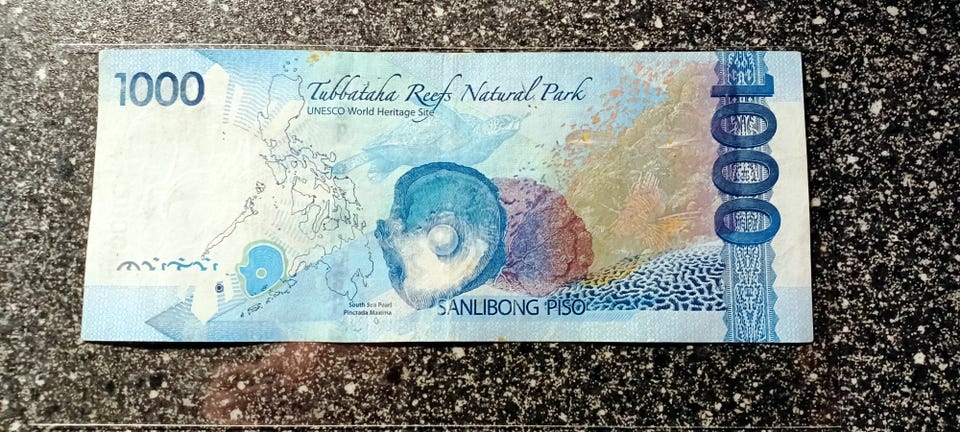 1000
Tubbataha Reefs Natural Park
UNESCO World Heritage Site
South Sea Pearl
Pinctada Maxima
SANLIBONG PISO
1000